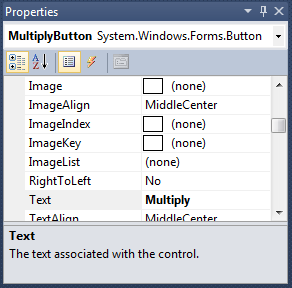 Properties
MultiplyButton System.Windows.Forms.Button
A Z
Image (none)
ImageAlign MiddleCenter
ImageIndex (none)
ImageKey (none)
ImageList (none)
RightToLeft No
Text Multiply
TextAlign MiddleCenter
Text
The text associated with the control.